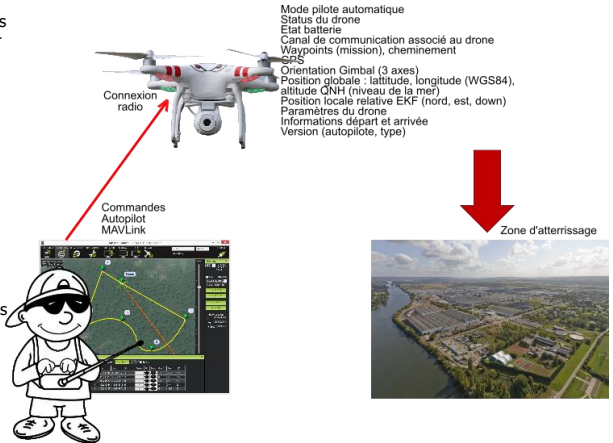 Mode pilote automatique
Status du drone
Etat batterie
Canal de communication associé au drone
Waypoints (mission), cheminement
GPS
Orientation Gimbal (3 axes)
Position globale : lattitude, longitude (WGS84),
altitude QNH (niveau de la mer)
Position locale relative EKF (nord, est, down)
Paramètres du drone
Informations départ et arrivée
Version (autopilote, type)
Connexion
radio
Commandes
Autopilot
MAVLink
Zone d'atterrissage